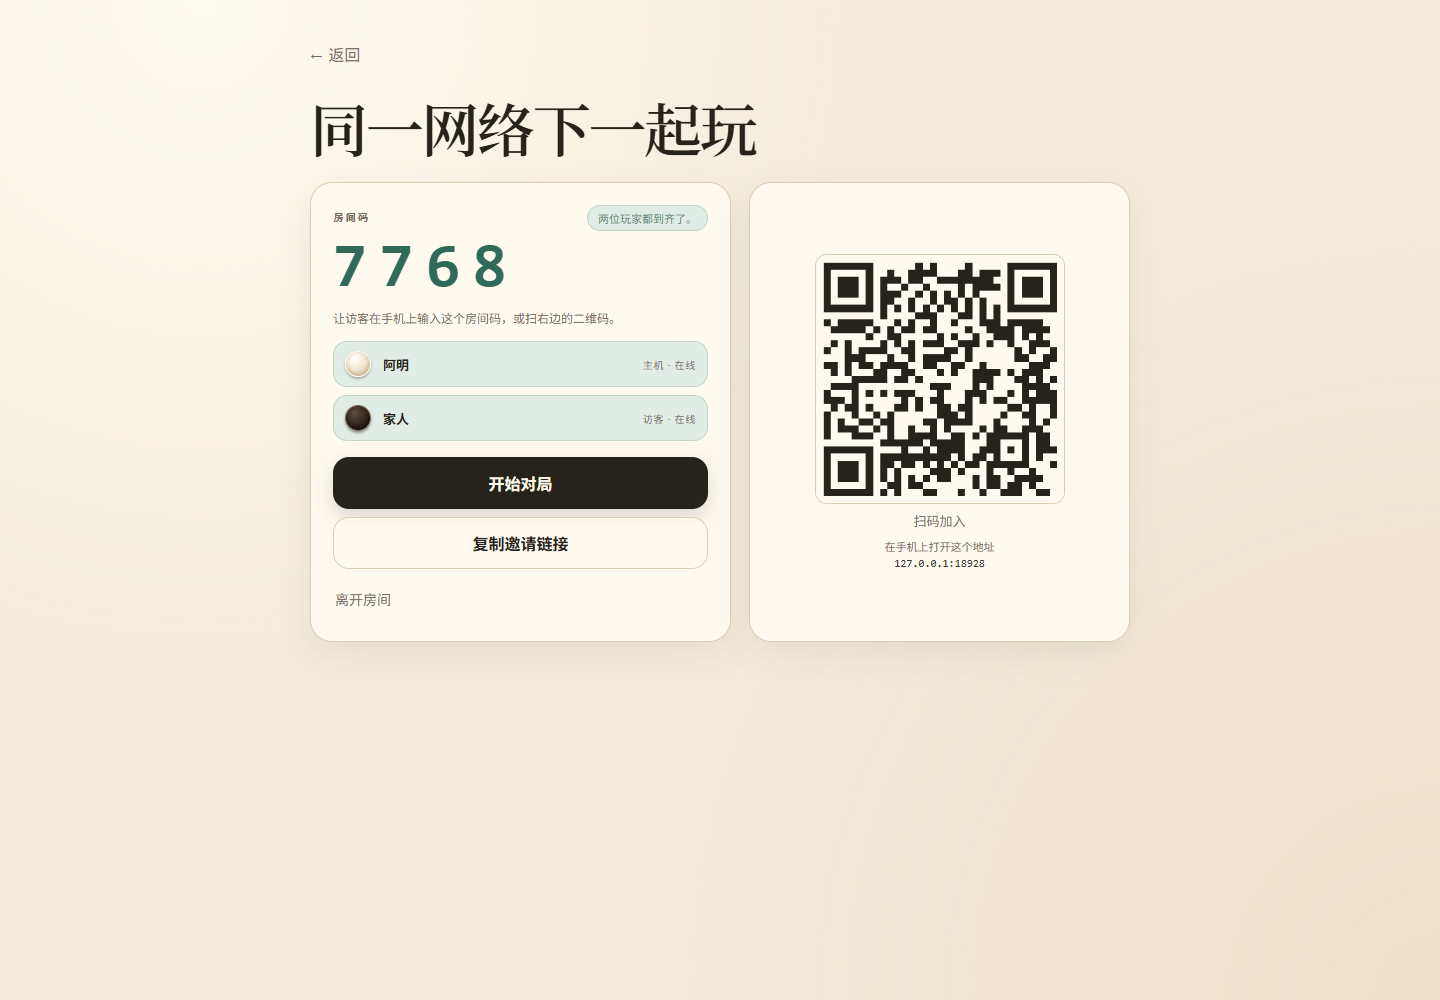 ← 返回
同一网络下一起玩
房间码
两位玩家都到齐了。
7768
让访客在手机上输入这个房间码，或扫右边的二维码。
阿明
主机 · 在线
家人
访客 · 在线
开始对局
复制邀请链接
离开房间
扫码加入
在手机上打开这个地址
127.0.0.1:18928